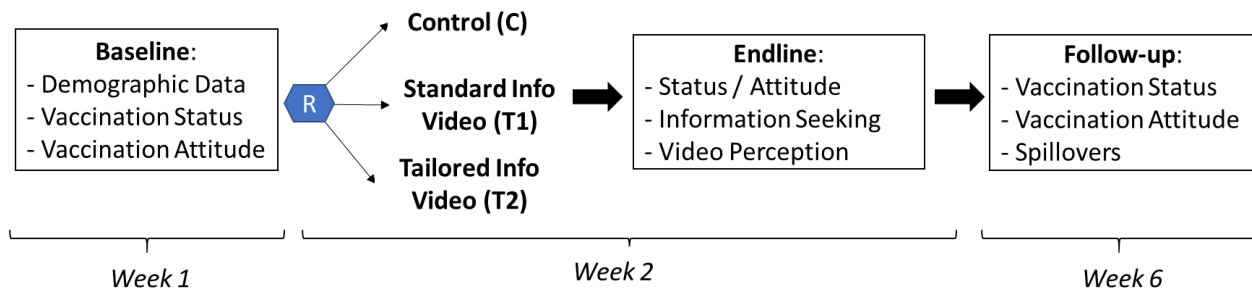 Baseline:
- Demographic Data
- Vaccination Status
- Vaccination Attitude
R
Control (C)
Standard Info
Video (T1)
Tailored Info
Video (T2)
Endline:
- Status / Attitude
- Information Seeking
- Video Perception
Follow-up:
- Vaccination Status
- Vaccination Attitude
- Spillovers
Week 1
Week 2
Week 6